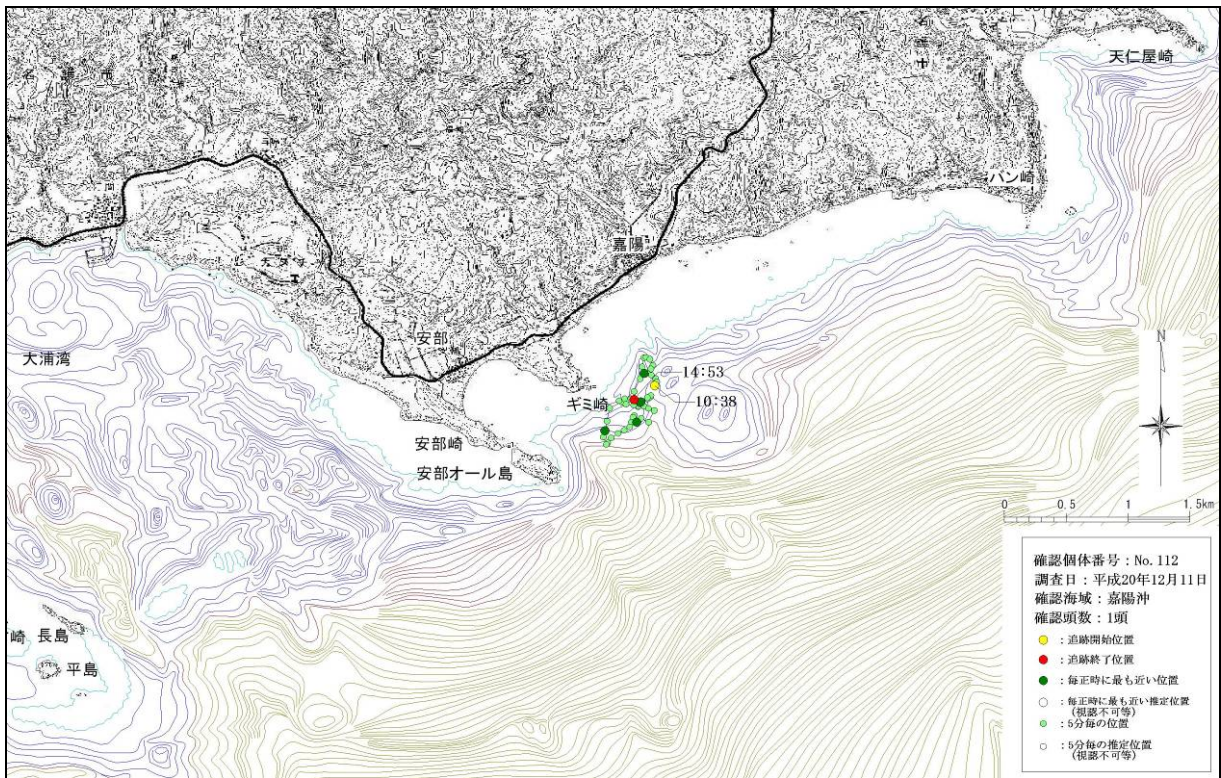 天仁屋崎
バン崎
嘉陽
大浦湾
安部
14:53
ギミ崎
10:38
安部崎
安部オール島
N
0 0.5 1 1.5km
崎
長島
平島
確認個体番号：No. 112
調査日：平成20年12月11日
確認海域：嘉陽沖
確認頭数：1頭
：追跡開始位置
：追跡終了位置
：毎正時に最も近い位置
：毎正時に最も近い推定位置
（視認不可等）
：5分毎の位置
：5分毎の推定位置
（視認不可等）